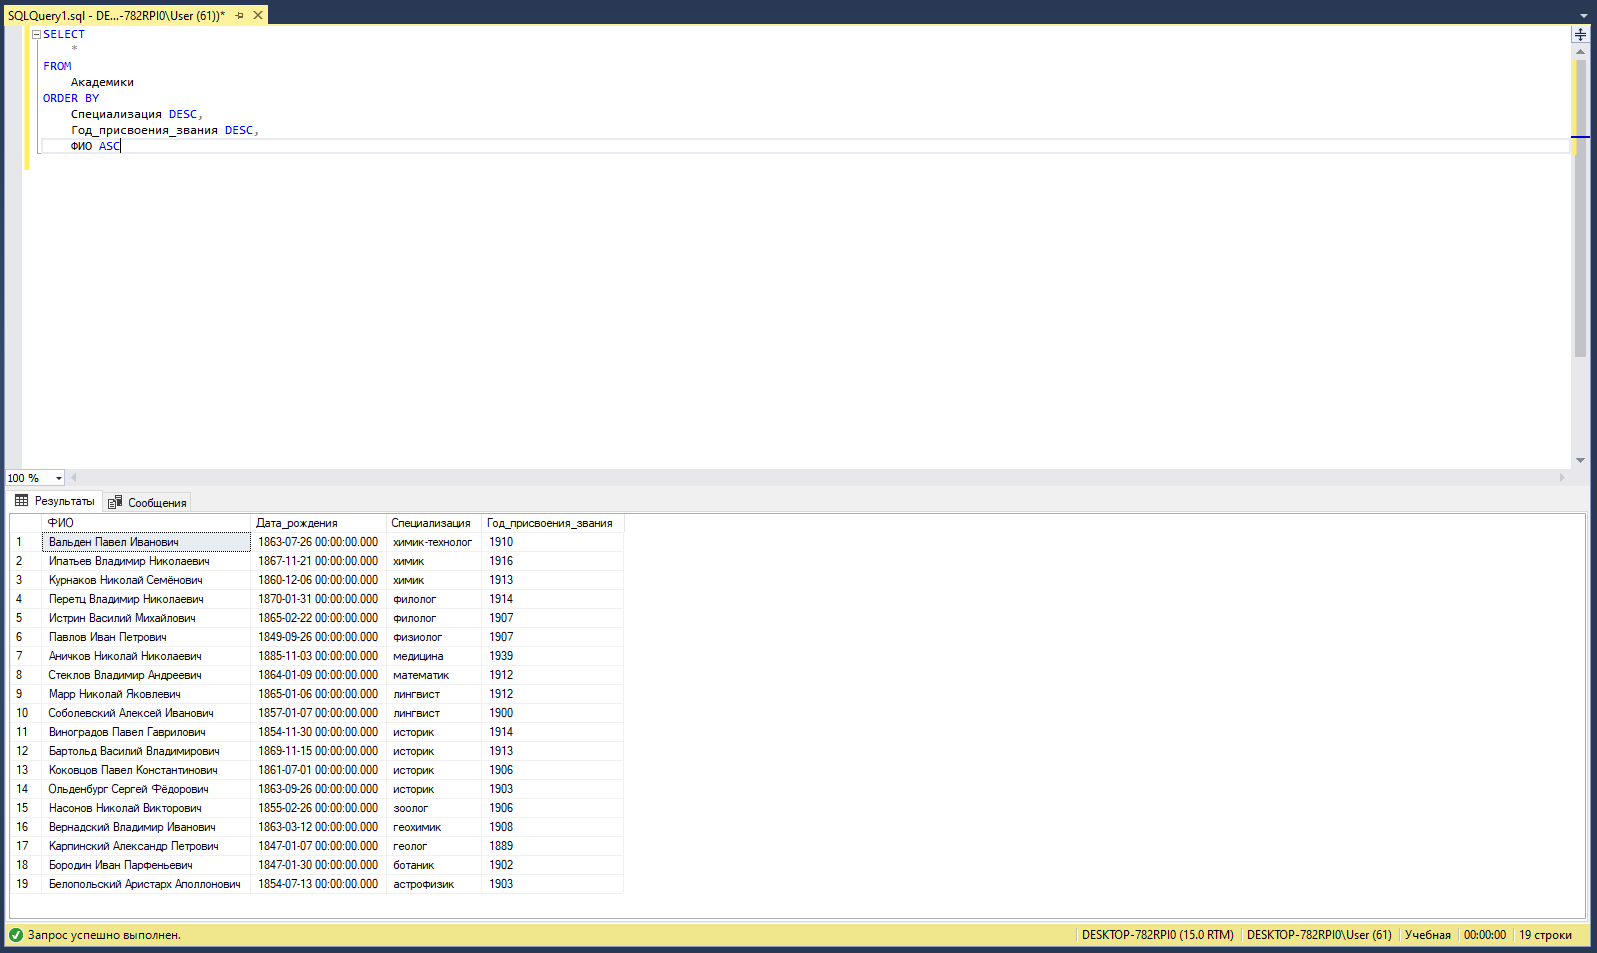 SQLQuery1.sql - DE...-782RPI0\User (61))*
SELECT
*
FROM
Академики
ORDER BY
Специализация DESC,
Год_присвоения_звания DESC,
ФИО ASC
100 %
Результаты Сообщения
ФИО Дата_рождения Специализация Год_присвоения_звания
1 Вальден Павел Иванович 1863-07-26 00:00:00.000 химик-технолог 1910
2 Ипатьев Владимир Николаевич 1867-11-21 00:00:00.000 химик 1916
3 Курнаков Николай Семёнович 1860-12-06 00:00:00.000 химик 1913
4 Перетц Владимир Николаевич 1870-01-31 00:00:00.000 филолог 1914
5 Истрин Василий Михайлович 1865-02-22 00:00:00.000 филолог 1907
6 Павлов Иван Петрович 1849-09-26 00:00:00.000 физиолог 1907
7 Аничков Николай Николаевич 1885-11-03 00:00:00.000 медицина 1939
8 Стеклов Владимир Андреевич 1864-01-09 00:00:00.000 математик 1912
9 Марр Николай Яковлевич 1865-01-06 00:00:00.000 лингвист 1912
10 Соболевский Алексей Иванович 1857-01-07 00:00:00.000 лингвист 1900
11 Виноградов Павел Гаврилович 1854-11-30 00:00:00.000 историк 1914
12 Бартольд Василий Владимирович 1869-11-15 00:00:00.000 историк 1913
13 Коковцов Павел Константинович 1861-07-01 00:00:00.000 историк 1906
14 Ольденбург Сергей Фёдорович 1863-09-26 00:00:00.000 историк 1903
15 Насонов Николай Викторович 1855-02-26 00:00:00.000 зоолог 1906
16 Вернадский Владимир Иванович 1863-03-12 00:00:00.000 геохимик 1908
17 Карпинский Александр Петрович 1847-01-07 00:00:00.000 геолог 1889
18 Бородин Иван Парфеньевич 1847-01-30 00:00:00.000 ботаник 1902
19 Белопольский Аристарх Аполлонович 1854-07-13 00:00:00.000 астрофизик 1903
Запрос успешно выполнен. DESKTOP-782RPI0 (15.0 RTM) DESKTOP-782RPI0\User (61) Учебная 00:00:00 19 строки